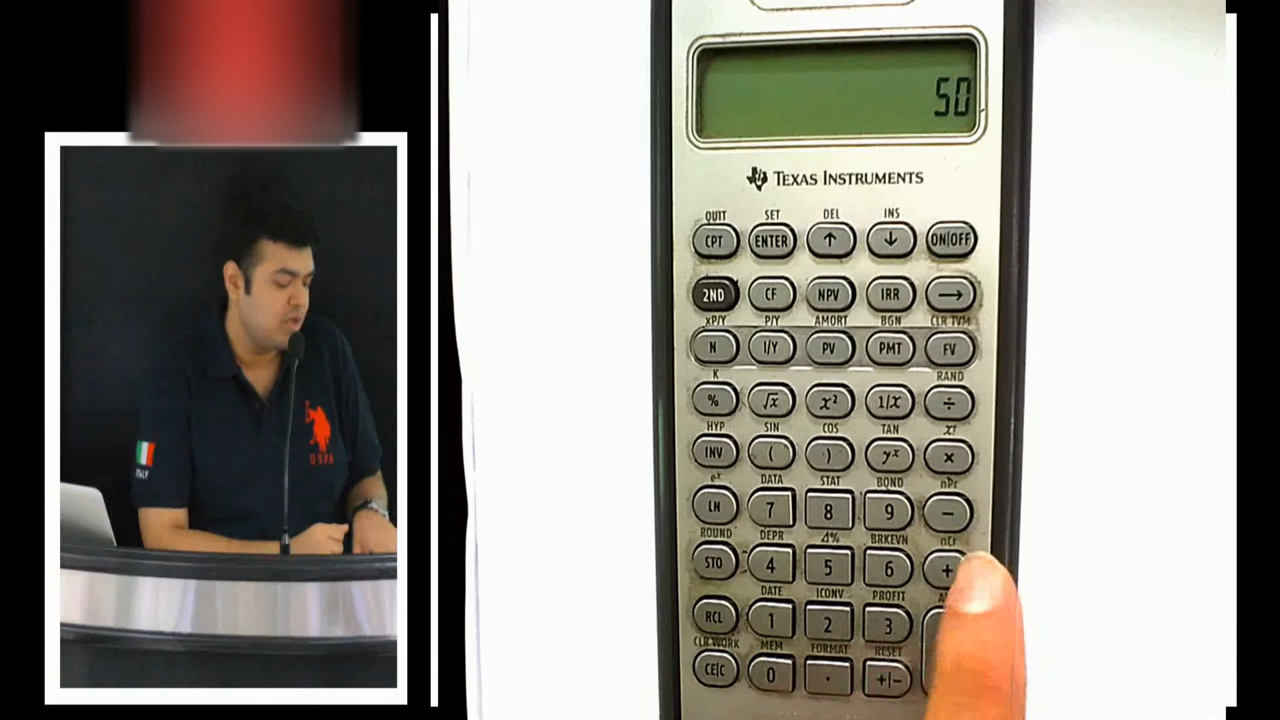 50
TEXAS INSTRUMENTS
QUIT SET DEL INS
CPT ENTER ↑ ↓ ON|OFF
2ND CF NPV IRR →
xP/Y P/Y AMORT BGN CLR TVM
N I/Y PV PMT FV
K RAND
% √x x² 1/x ÷
HYP SIN COS TAN x!
INV ( ) yˣ ×
eˣ DATA STAT BOND nPr
LN 7 8 9 −
ROUND DEPR Δ% BRKEVN nCr
STO 4 5 6 +
DATE ICONV PROFIT
RCL 1 2 3
CLR WORK MEM FORMAT RESET
CE|C 0 . +|−
USPA
ITALY